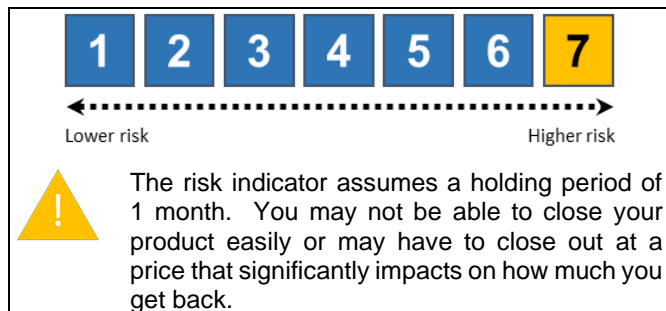 1 2 3 4 5 6 7
Lower risk Higher risk
!
The risk indicator assumes a holding period of
1 month. You may not be able to close your
product easily or may have to close out at a
price that significantly impacts on how much you
get back.